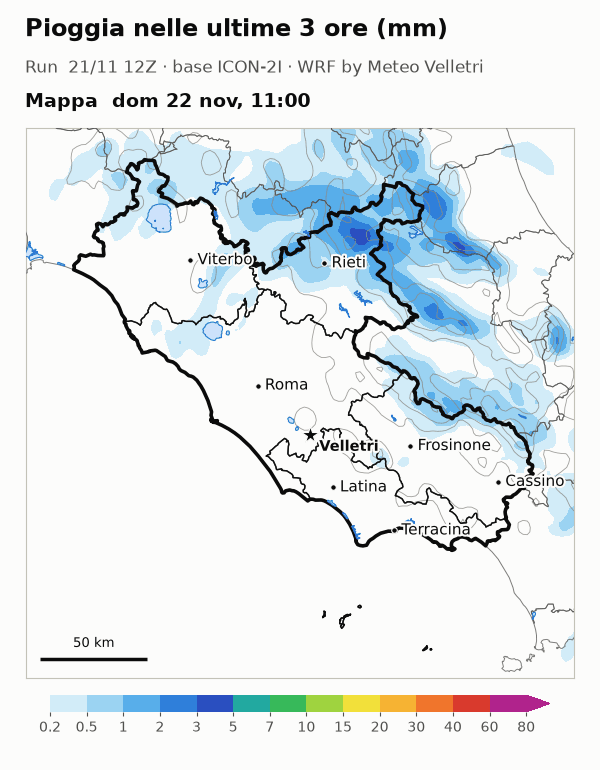 Pioggia nelle ultime 3 ore (mm)
Run  21/11 12Z · base ICON-2I · WRF by Meteo Velletri
Mappa  dom 22 nov, 11:00
Viterbo
Rieti
Roma
Velletri
Frosinone
Latina
Cassino
Terracina
50 km
0.2 0.5 1 2 3 5 7 10 15 20 30 40 60 80